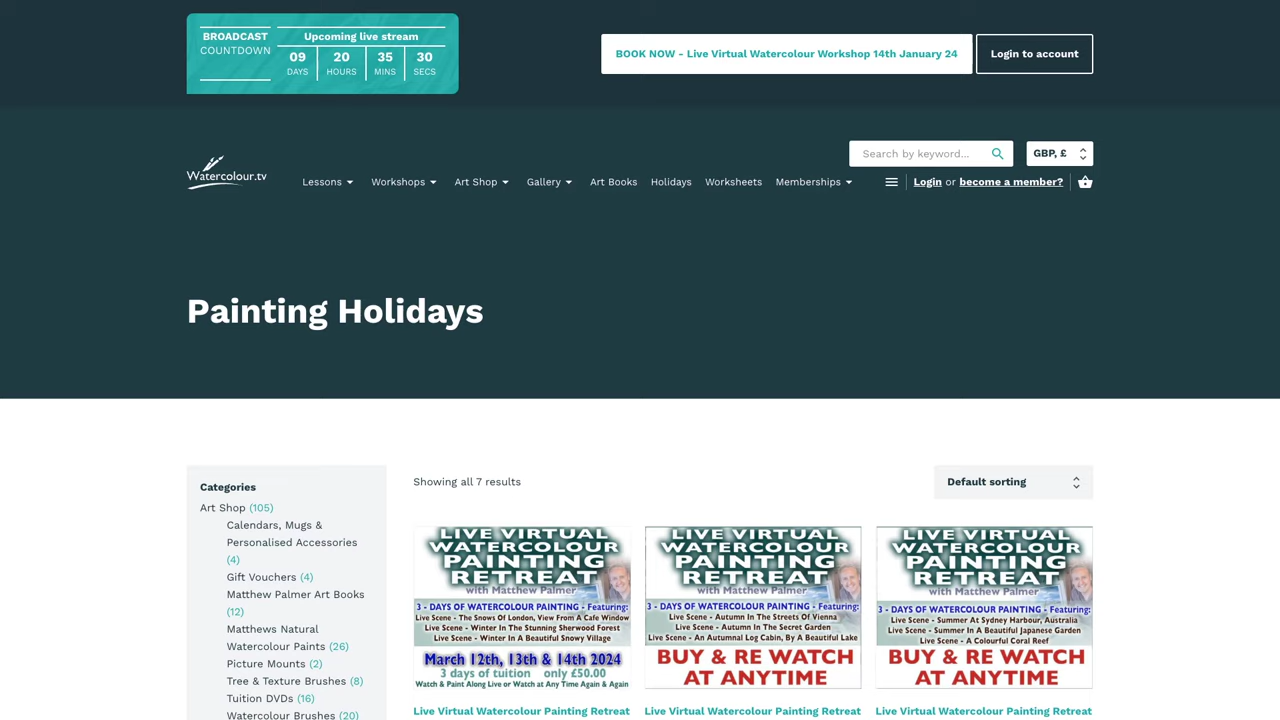 BROADCAST
COUNTDOWN
Upcoming live stream
09 20 35 30
DAYS HOURS MINS SECS
BOOK NOW - Live Virtual Watercolour Workshop 14th January 24
Login to account
Search by keyword...
GBP, £
Watercolour.tv
Lessons Workshops Art Shop Gallery Art Books Holidays Worksheets Memberships
Login or become a member?
Painting Holidays
Categories
Art Shop (105)
Calendars, Mugs &
Personalised Accessories
(4)
Gift Vouchers (4)
Matthew Palmer Art Books
(12)
Matthews Natural
Watercolour Paints (26)
Picture Mounts (2)
Tree & Texture Brushes (8)
Tuition DVDs (16)
Watercolour Brushes (20)
Showing all 7 results
Default sorting
LIVE VIRTUAL
WATERCOLOUR
PAINTING
RETREAT
with Matthew Palmer
3 - DAYS OF WATERCOLOUR PAINTING - Featuring:
Live Scene - The Snows Of London, View From A Cafe Window
Live Scene - Winter In The Stunning Sherwood Forest
Live Scene - Winter In A Beautiful Snowy Village
March 12th, 13th & 14th 2024
3 days of tuition only £50.00
Watch & Paint Along Live or Watch at Any Time Again & Again
Live Virtual Watercolour Painting Retreat
LIVE VIRTUAL
WATERCOLOUR
PAINTING
RETREAT
with Matthew Palmer
3 - DAYS OF WATERCOLOUR PAINTING - Featuring:
Live Scene - Autumn In The Streets Of Vienna
Live Scene - Autumn In The Secret Garden
Live Scene - An Autumnal Log Cabin, By A Beautiful Lake
BUY & RE WATCH
AT ANYTIME
Live Virtual Watercolour Painting Retreat
LIVE VIRTUAL
WATERCOLOUR
PAINTING
RETREAT
with Matthew Palmer
3 - DAYS OF WATERCOLOUR PAINTING - Featuring:
Live Scene - Summer At Sydney Harbour, Australia
Live Scene - Summer In A Beautiful Japanese Garden
Live Scene - A Colourful Coral Reef
BUY & RE WATCH
AT ANYTIME
Live Virtual Watercolour Painting Retreat